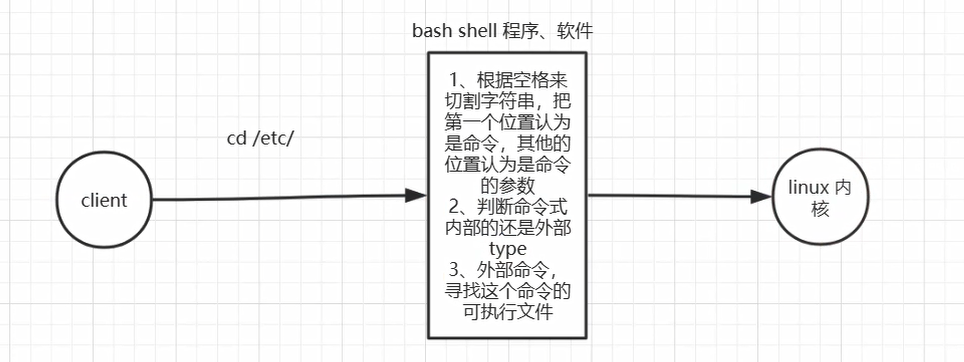 bash shell 程序、软件
cd /etc/
client
1、根据空格来
切割字符串，把
第一个位置认为
是命令，其他的
位置认为是命令
的参数
2、判断命令式
内部的还是外部
type
3、外部命令，
寻找这个命令的
可执行文件
linux 内
核